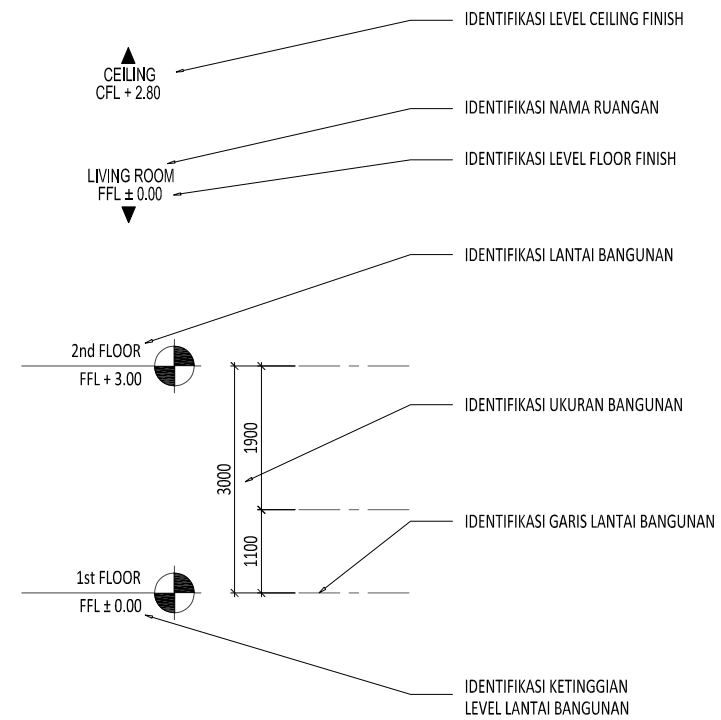 IDENTIFIKASI LEVEL CEILING FINISH
CEILING
CFL + 2.80
IDENTIFIKASI NAMA RUANGAN
IDENTIFIKASI LEVEL FLOOR FINISH
LIVING ROOM
FFL ± 0.00
IDENTIFIKASI LANTAI BANGUNAN
2nd FLOOR
FFL + 3.00
IDENTIFIKASI UKURAN BANGUNAN
1900
3000
IDENTIFIKASI GARIS LANTAI BANGUNAN
1100
1st FLOOR
FFL ± 0.00
IDENTIFIKASI KETINGGIAN
LEVEL LANTAI BANGUNAN